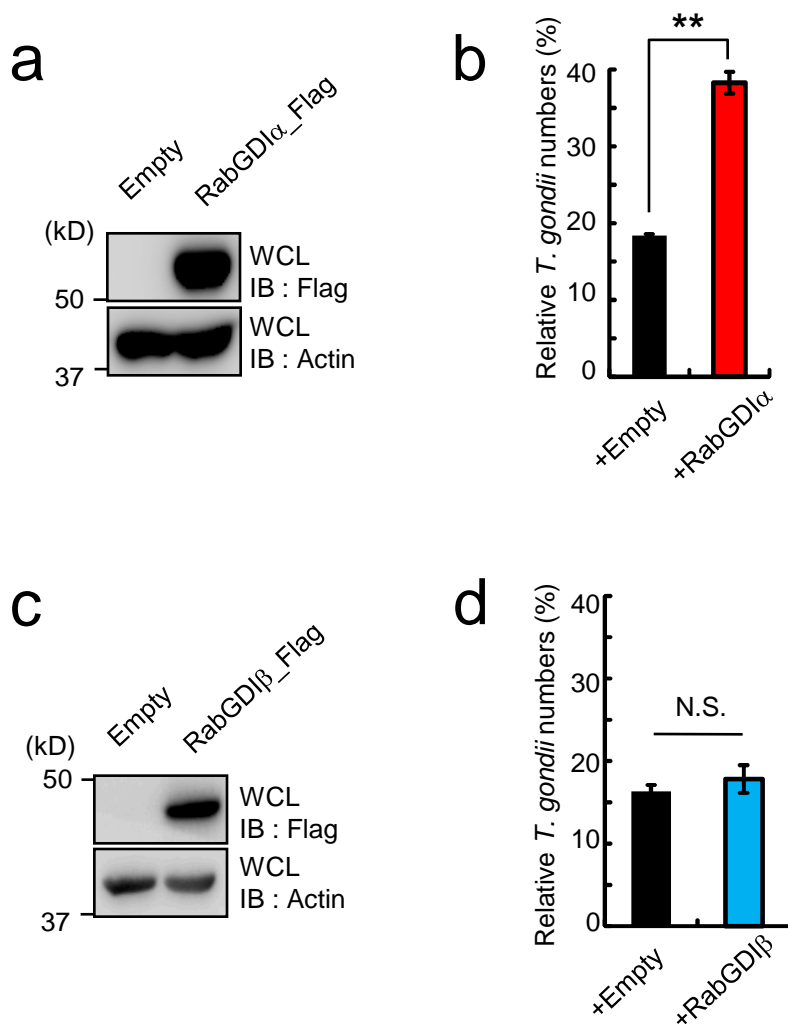 a
Empty
RabGDIα_Flag
(kD)
50
37
WCL
IB : Flag
WCL
IB : Actin
b
**
Relative T. gondii numbers (%)
40
30
20
10
0
+Empty
+RabGDIα
c
Empty
RabGDIβ_Flag
(kD)
50
37
WCL
IB : Flag
WCL
IB : Actin
d
N.S.
Relative T. gondii numbers (%)
40
30
20
10
0
+Empty
+RabGDIβ